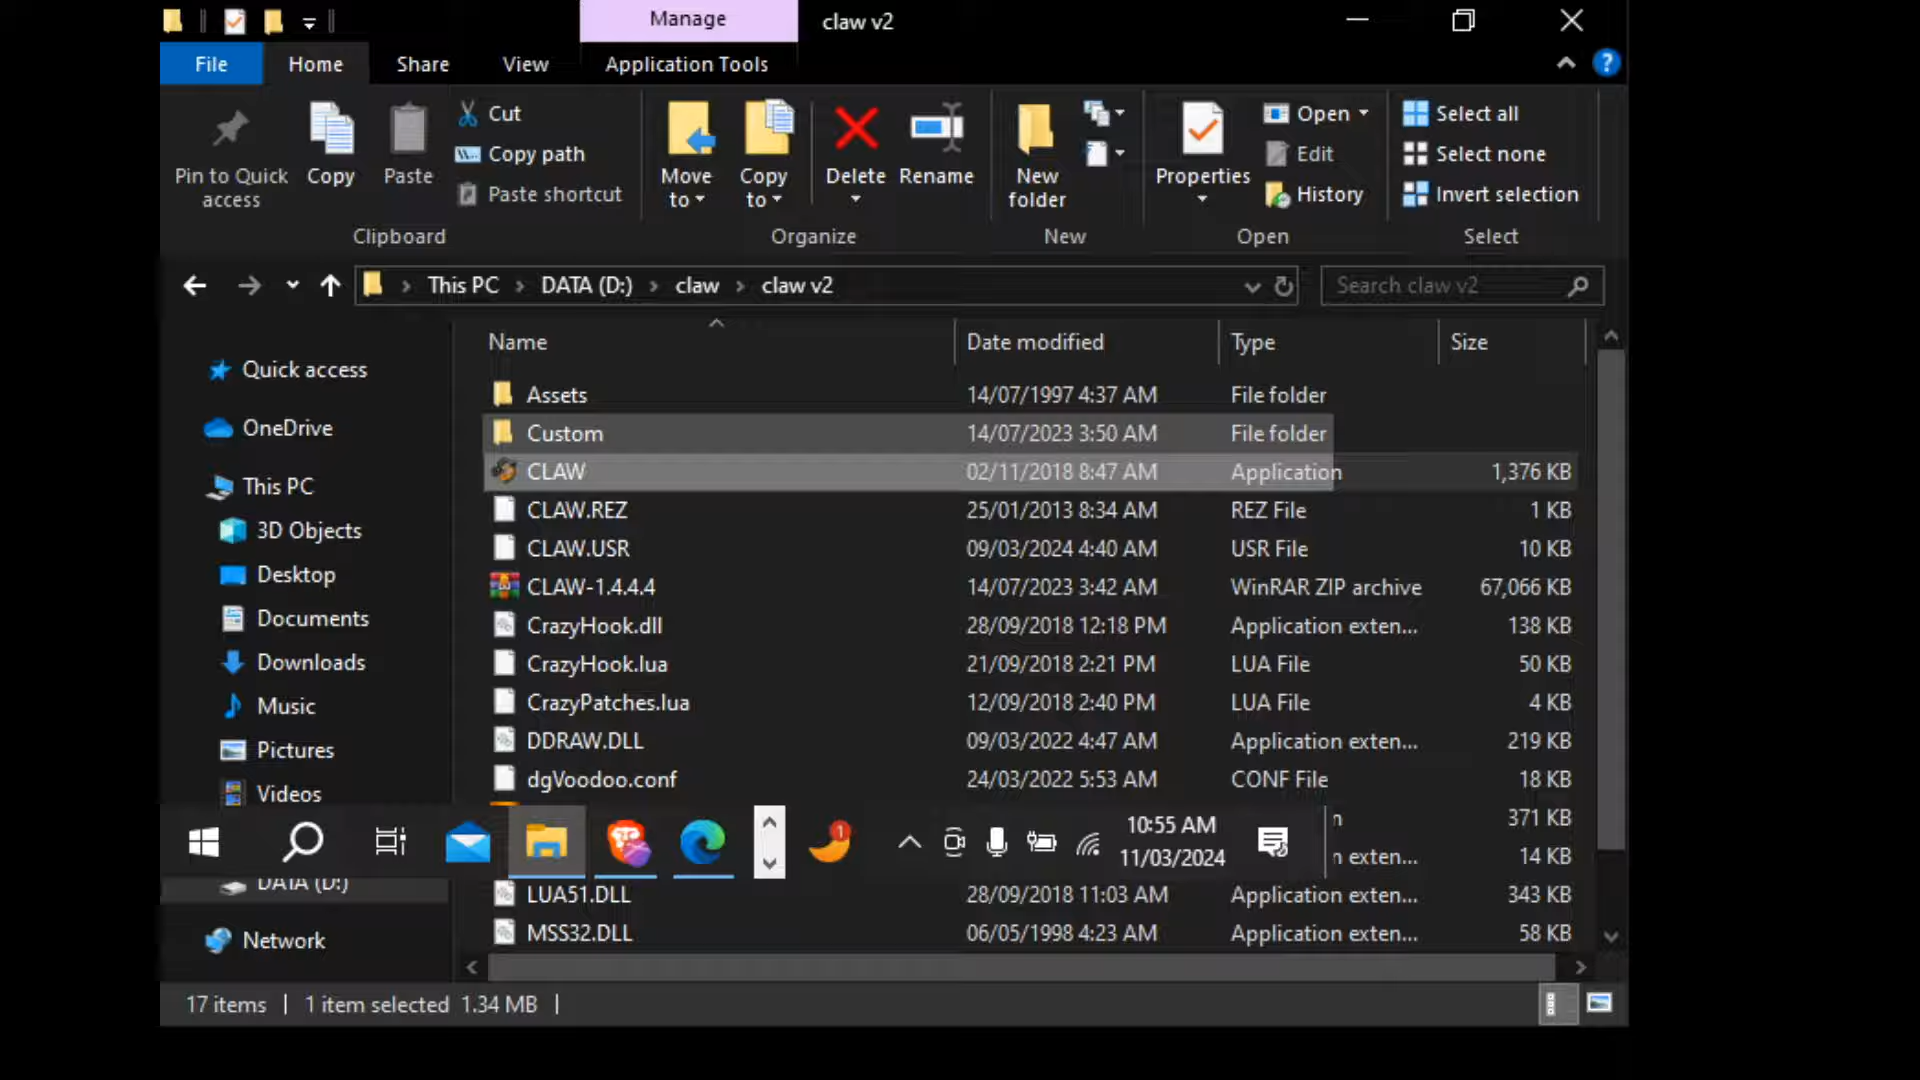 Manage
claw v2
File
Home
Share
View
Application Tools
Pin to Quick access
Copy
Paste
Cut
Copy path
Paste shortcut
Move to
Copy to
Delete
Rename
New folder
Properties
Open
Edit
History
Select all
Select none
Invert selection
Clipboard
Organize
New
Open
Select
This PC > DATA (D:) > claw > claw v2
Search claw v2
Name Date modified Type Size
Quick access
OneDrive
This PC
3D Objects
Desktop
Documents
Downloads
Music
Pictures
Videos
DATA (D:)
Network
Assets 14/07/1997 4:37 AM File folder
Custom 14/07/2023 3:50 AM File folder
CLAW 02/11/2018 8:47 AM Application 1,376 KB
CLAW.REZ 25/01/2013 8:34 AM REZ File 1 KB
CLAW.USR 09/03/2024 4:40 AM USR File 10 KB
CLAW-1.4.4.4 14/07/2023 3:42 AM WinRAR ZIP archive 67,066 KB
CrazyHook.dll 28/09/2018 12:18 PM Application exten... 138 KB
CrazyHook.lua 21/09/2018 2:21 PM LUA File 50 KB
CrazyPatches.lua 12/09/2018 2:40 PM LUA File 4 KB
DDRAW.DLL 09/03/2022 4:47 AM Application exten... 219 KB
dgVoodoo.conf 24/03/2022 5:53 AM CONF File 18 KB
n 371 KB
n exten... 14 KB
LUA51.DLL 28/09/2018 11:03 AM Application exten... 343 KB
MSS32.DLL 06/05/1998 4:23 AM Application exten... 58 KB
1
10:55 AM
11/03/2024
17 items | 1 item selected 1.34 MB |